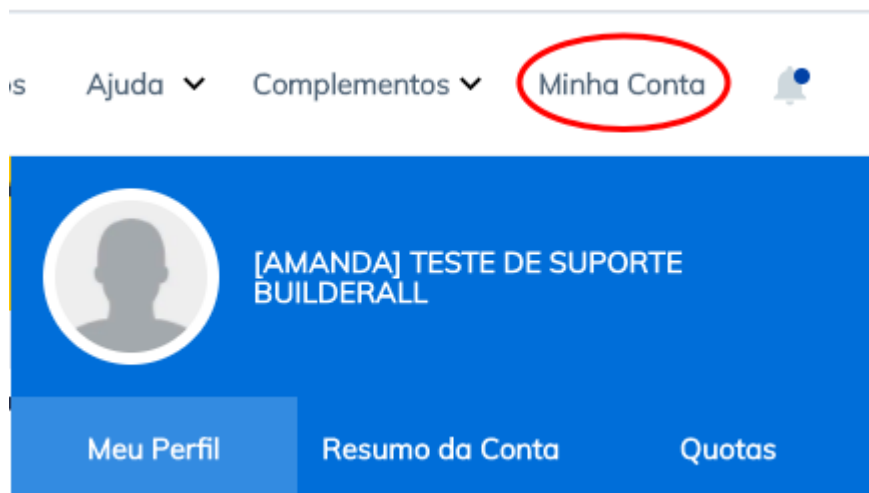 s Ajuda Complementos Minha Conta
[AMANDA] TESTE DE SUPORTE
BUILDERALL
Meu Perfil Resumo da Conta Quotas